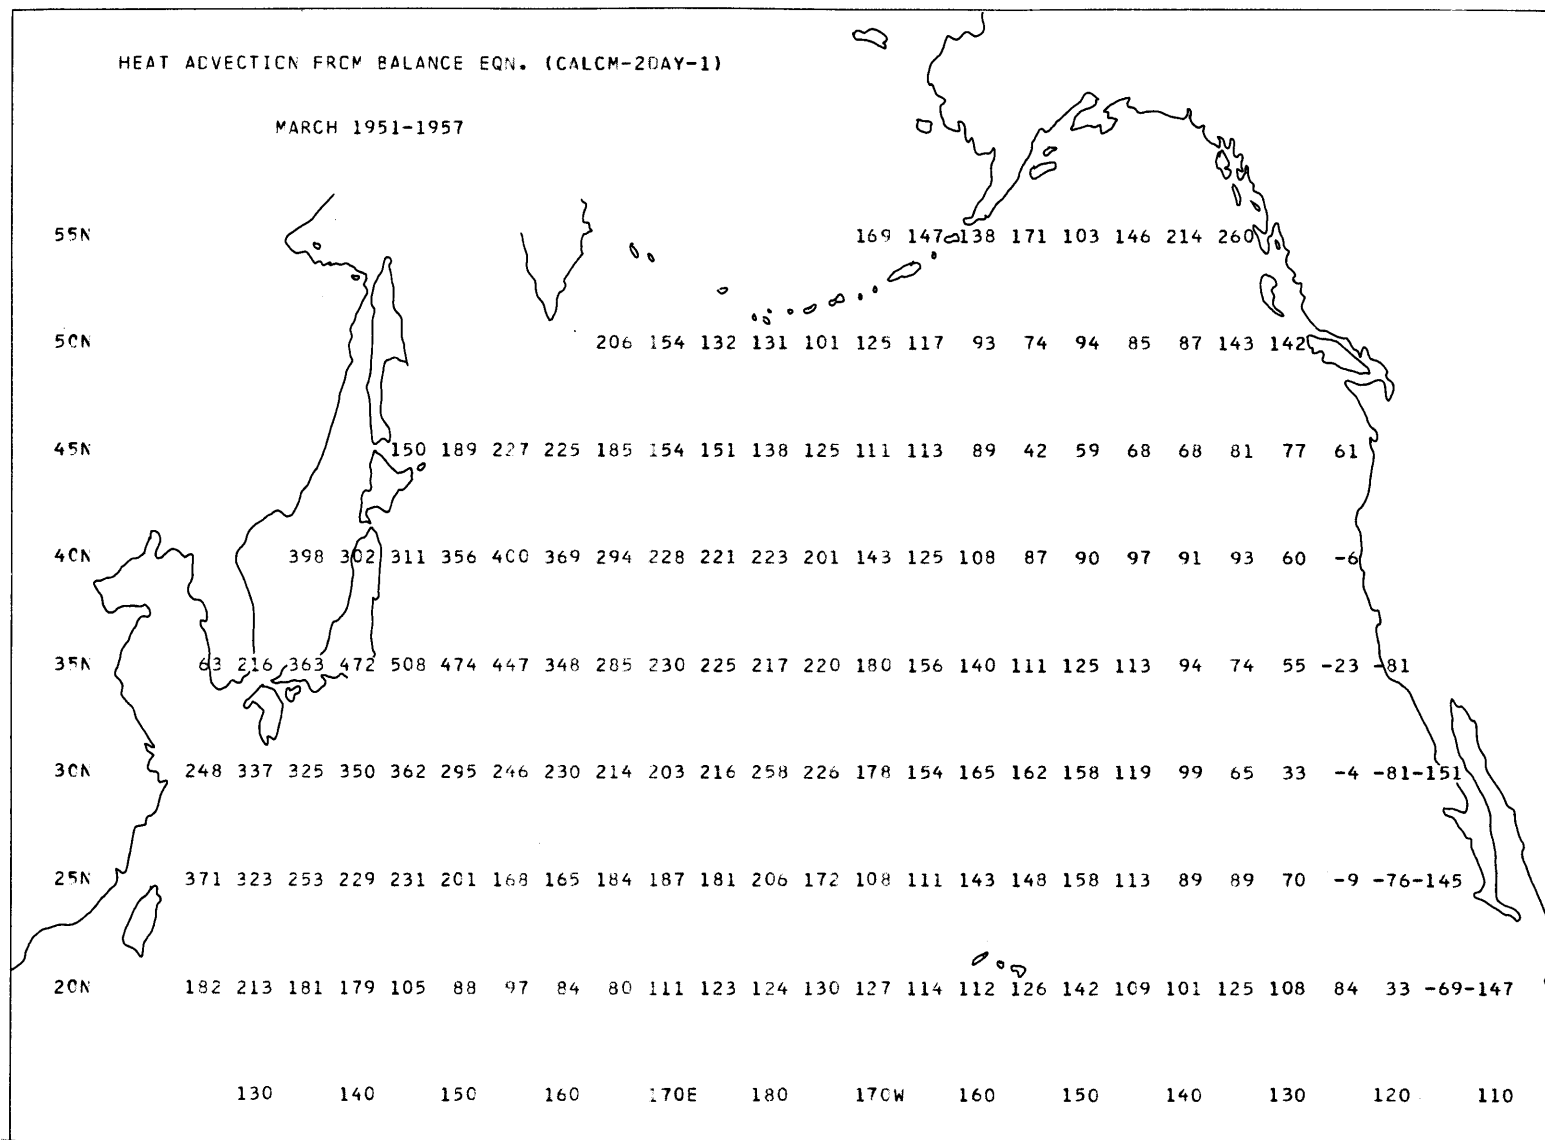 HEAT ADVECTICN FRCM BALANCE EQN. (CALCM-2DAY-1)
MARCH 1951-1957
55N 169 147 138 171 103 146 214 260
5CN 206 154 132 131 101 125 117 93 74 94 85 87 143 142
45N 150 189 227 225 185 154 151 138 125 111 113 89 42 59 68 68 81 77 61
4CN 398 302 311 356 400 369 294 228 221 223 201 143 125 108 87 90 97 91 93 60 -6
35N 63 216 363 472 508 474 447 348 285 230 225 217 220 180 156 140 111 125 113 94 74 55 -23 -81
3CN 248 337 325 350 362 295 246 230 214 203 216 258 226 178 154 165 162 158 119 99 65 33 -4 -81-151
25N 371 323 253 229 231 201 168 165 184 187 181 206 172 108 111 143 148 158 113 89 89 70 -9 -76-145
2CN 182 213 181 179 105 88 97 84 80 111 123 124 130 127 114 112 126 142 109 101 125 108 84 33 -69-147
130 140 150 160 170E 180 17CW 160 150 140 130 120 110